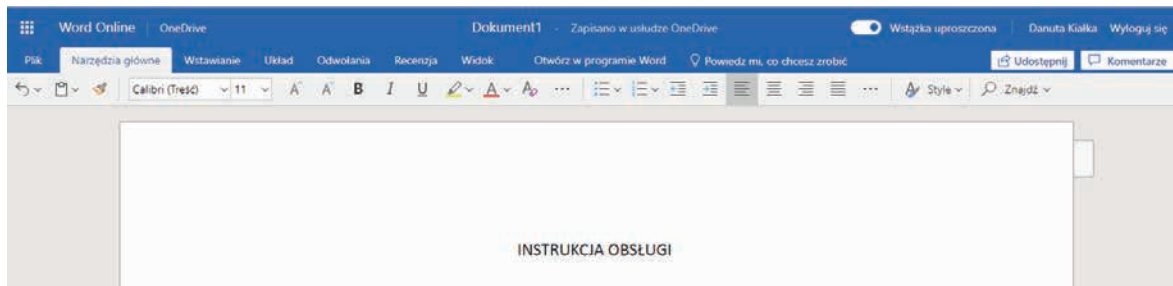 Word Online OneDrive Dokument1 - Zapisano w usłudze OneDrive Wstążka uproszczona Danuta Kiałka Wyloguj się
Plik Narzędzia główne Wstawianie Układ Odwołania Recenzja Widok Otwórz w programie Word Powiedz mi, co chcesz zrobić Udostępnij Komentarze
Calibri (Treść) 11 A A B I U A A Style Znajdź
INSTRUKCJA OBSŁUGI